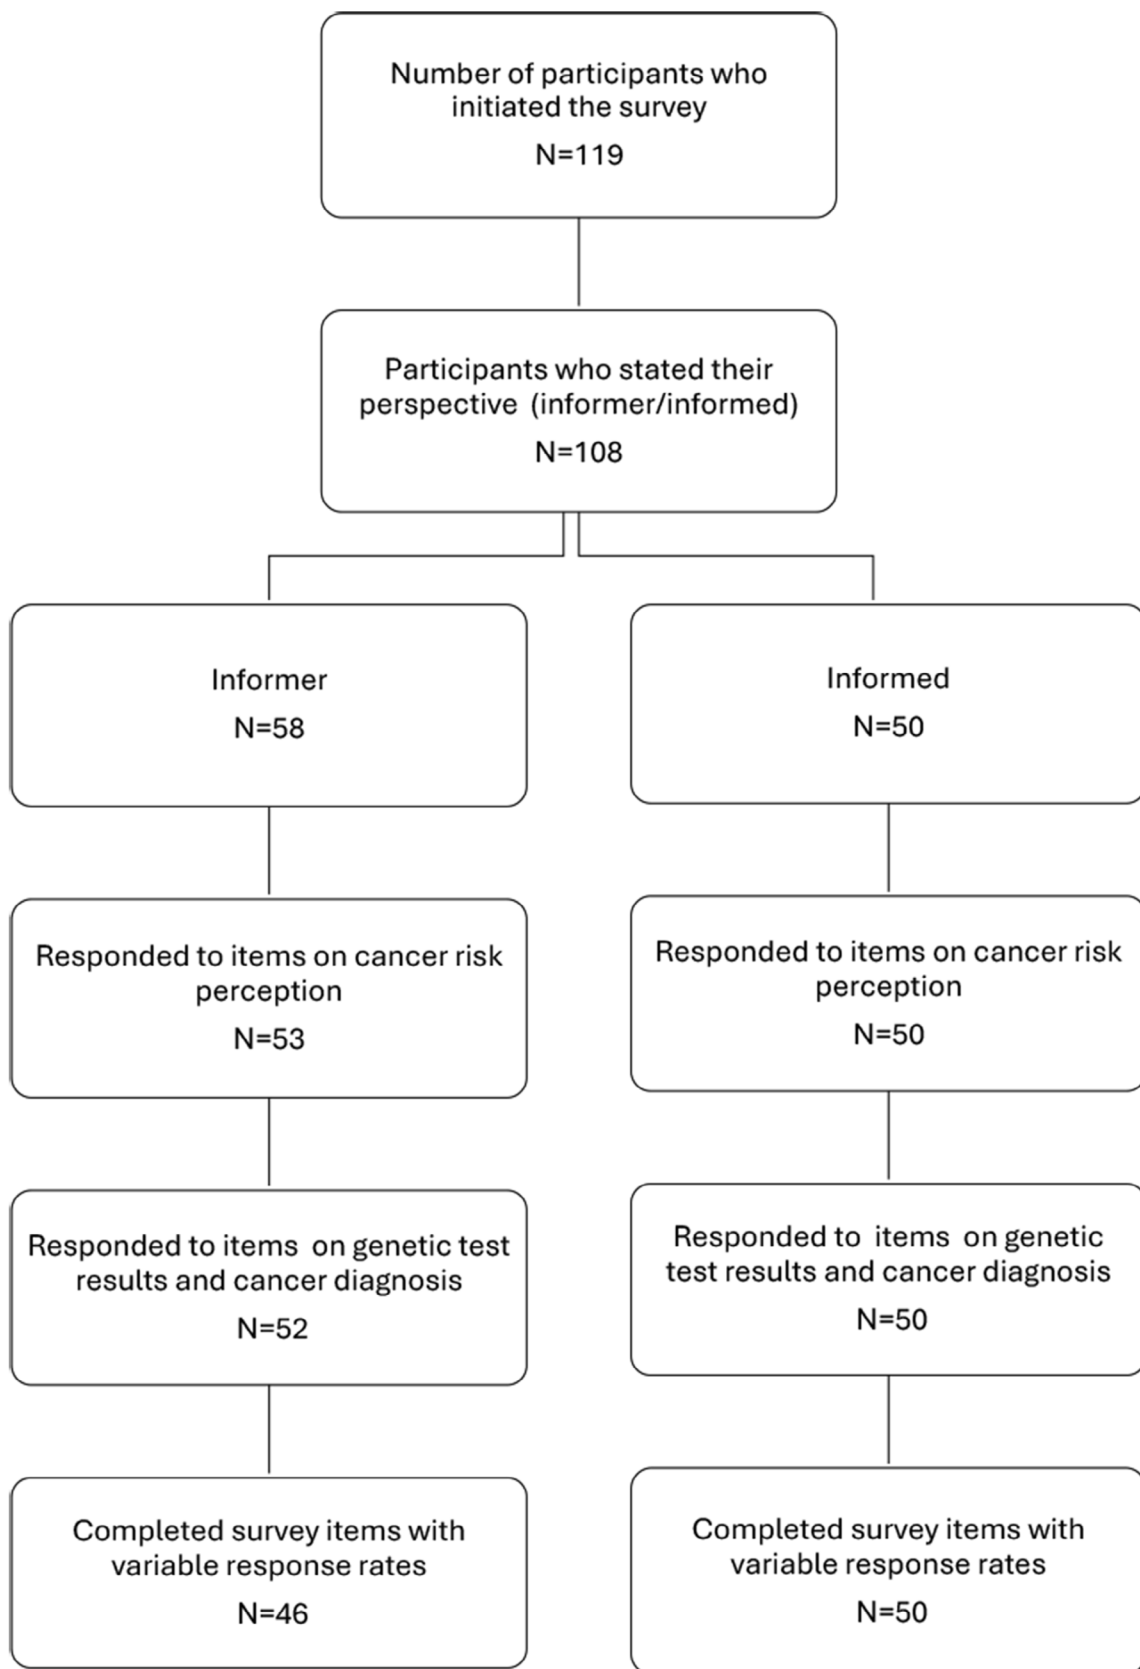 Number of participants who
initiated the survey
N=119
Participants who stated their
perspective (informer/informed)
N=108
Informer
N=58
Informed
N=50
Responded to items on cancer risk
perception
N=53
Responded to items on cancer risk
perception
N=50
Responded to items on genetic test
results and cancer diagnosis
N=52
Responded to items on genetic
test results and cancer diagnosis
N=50
Completed survey items with
variable response rates
N=46
Completed survey items with
variable response rates
N=50